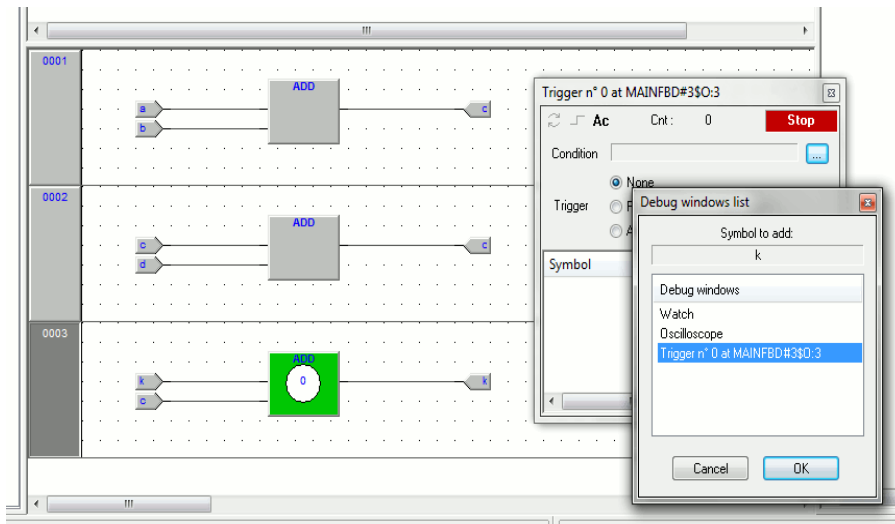 0001
ADD
a
c
b
0002
ADD
c
c
d
0003
ADD
0
k
k
c
Trigger n° 0 at MAINFBD#3$O:3
Ac Cnt: 0 Stop
Condition ...
None
Trigger
Symbol
Debug windows list
Symbol to add:
k
Debug windows
Watch
Oscilloscope
Trigger n° 0 at MAINFBD#3$O:3
Cancel OK